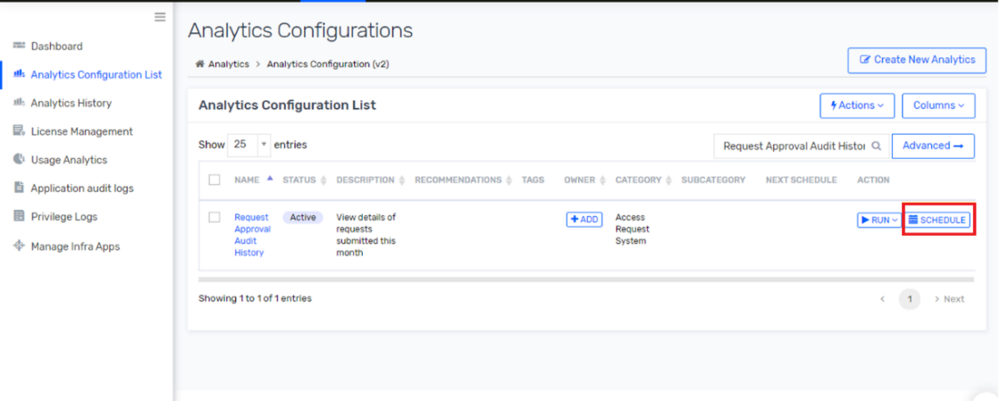 Analytics Configurations
Dashboard
Analytics Configuration List
Analytics History
License Management
Usage Analytics
Application audit logs
Privilege Logs
Manage Infra Apps
Analytics > Analytics Configuration (v2)
Create New Analytics
Analytics Configuration List
Actions
Columns
Show 25 entries
Request Approval Audit Histor
Advanced
NAME STATUS DESCRIPTION RECOMMENDATIONS TAGS OWNER CATEGORY SUBCATEGORY NEXT SCHEDULE ACTION
Request
Approval
Audit
History
Active
View details of
requests
submitted this
month
+ ADD
Access
Request
System
RUN
SCHEDULE
Showing 1 to 1 of 1 entries
< 1 > Next